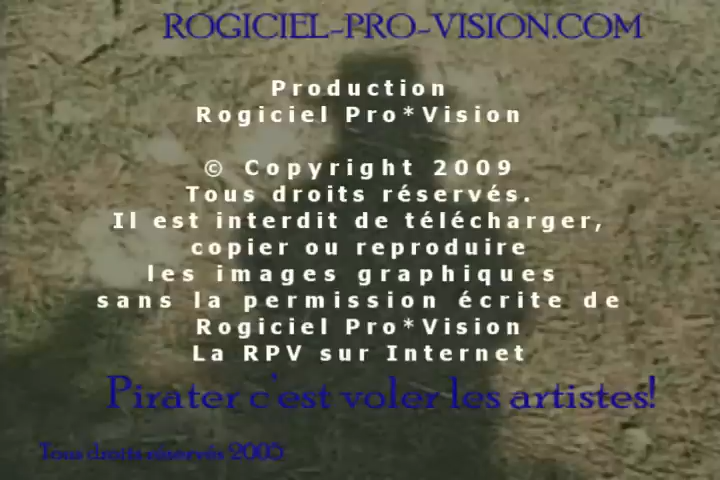 ROGICIEL-PRO-VISION.COM
Production
Rogiciel Pro*Vision
© Copyright 2009
Tous droits réservés.
Il est interdit de télécharger,
copier ou reproduire
les images graphiques
sans la permission écrite de
Rogiciel Pro*Vision
La RPV sur Internet
Pirater c'est voler les artistes!
Tous droits réservés 2005